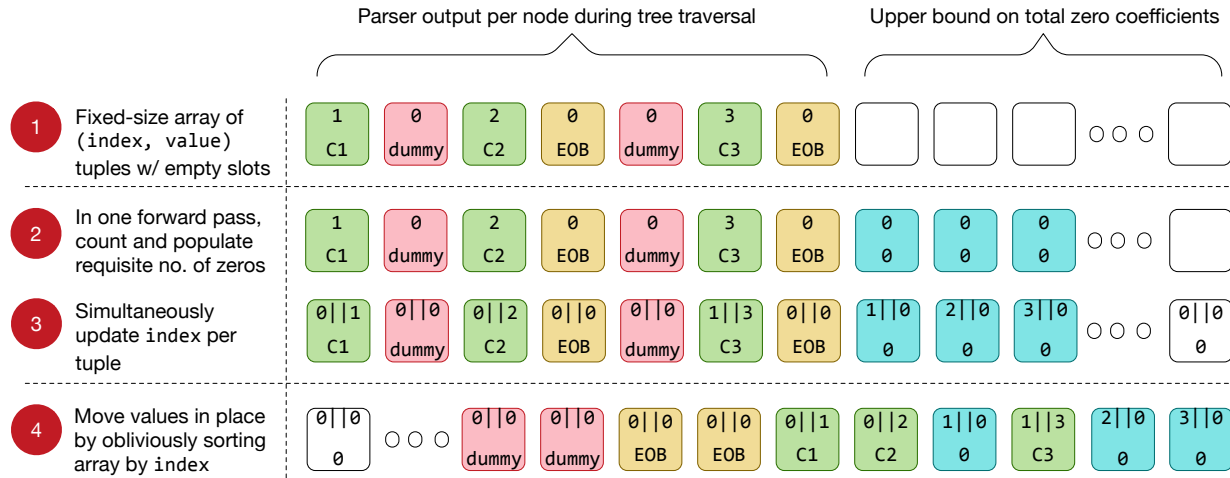 Parser output per node during tree traversal
Upper bound on total zero coefficients
1
Fixed-size array of
(index, value)
tuples w/ empty slots
1 0 2 0 0 3 0
C1 dummy C2 EOB dummy C3 EOB
2
In one forward pass,
count and populate
requisite no. of zeros
1 0 2 0 0 3 0 0 0 0
C1 dummy C2 EOB dummy C3 EOB 0 0 0
3
Simultaneously
update index per
tuple
0||1 0||0 0||2 0||0 0||0 1||3 0||0 1||0 2||0 3||0 0||0
C1 dummy C2 EOB dummy C3 EOB 0 0 0 0
4
Move values in place
by obliviously sorting
array by index
0||0 0||0 0||0 0||0 0||0 0||1 0||2 1||0 1||3 2||0 3||0
0 dummy dummy EOB EOB C1 C2 0 C3 0 0